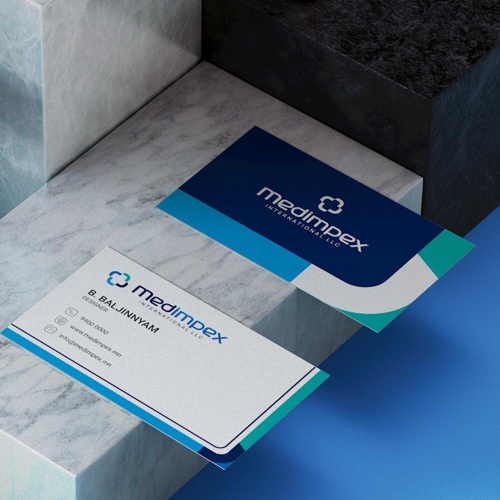 medimpex
INTERNATIONAL LLC
medimpex
INTERNATIONAL LLC
B. BALJINNYAM
DESIGNER
9900 0000
www.medimpex.mn
info@medimpex.mn